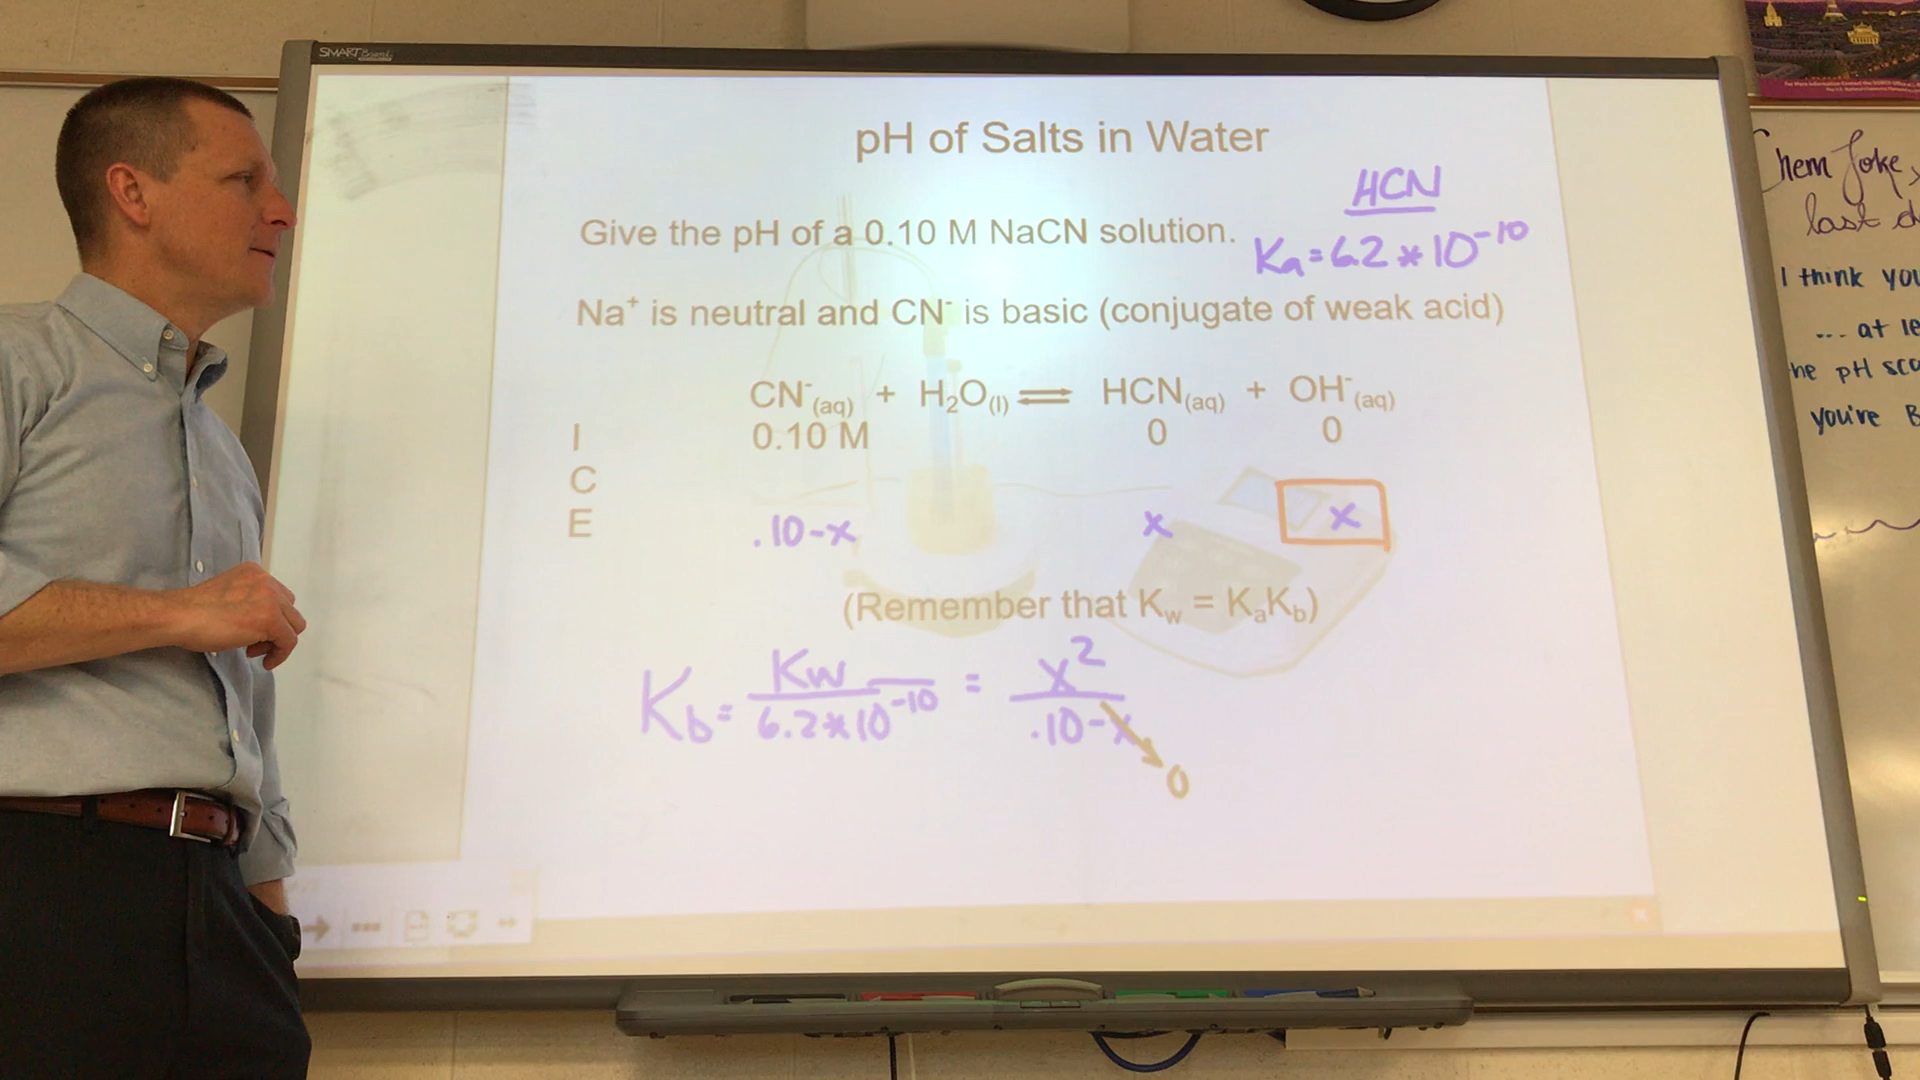 SMART Board
pH of Salts in Water
HCN
Give the pH of a 0.10 M NaCN solution.
Ka = 6.2 * 10⁻¹⁰
Na⁺ is neutral and CN⁻ is basic (conjugate of weak acid)
CN⁻(aq) + H₂O(l) ⇌ HCN(aq) + OH⁻(aq)
I 0.10 M 0 0
C
E .10-x x x
(Remember that Kw = KaKb)
Kb = Kw / 6.2*10⁻¹⁰ = x² / .10-x → 0
Chem Joke
last
I think you
... at
the pH
you're